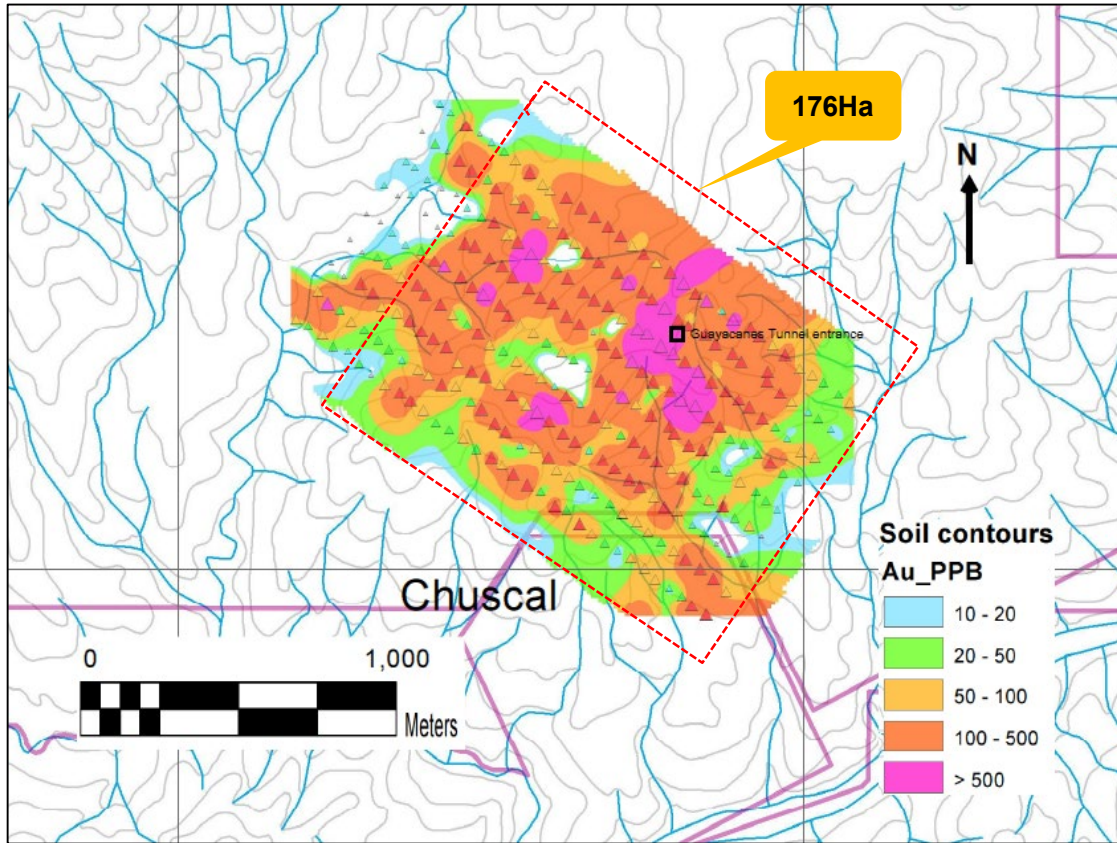 176Ha
N
Guayacanes Tunnel entrance
Chuscal
0 1,000
Meters
Soil contours
Au_PPB
10 - 20
20 - 50
50 - 100
100 - 500
> 500